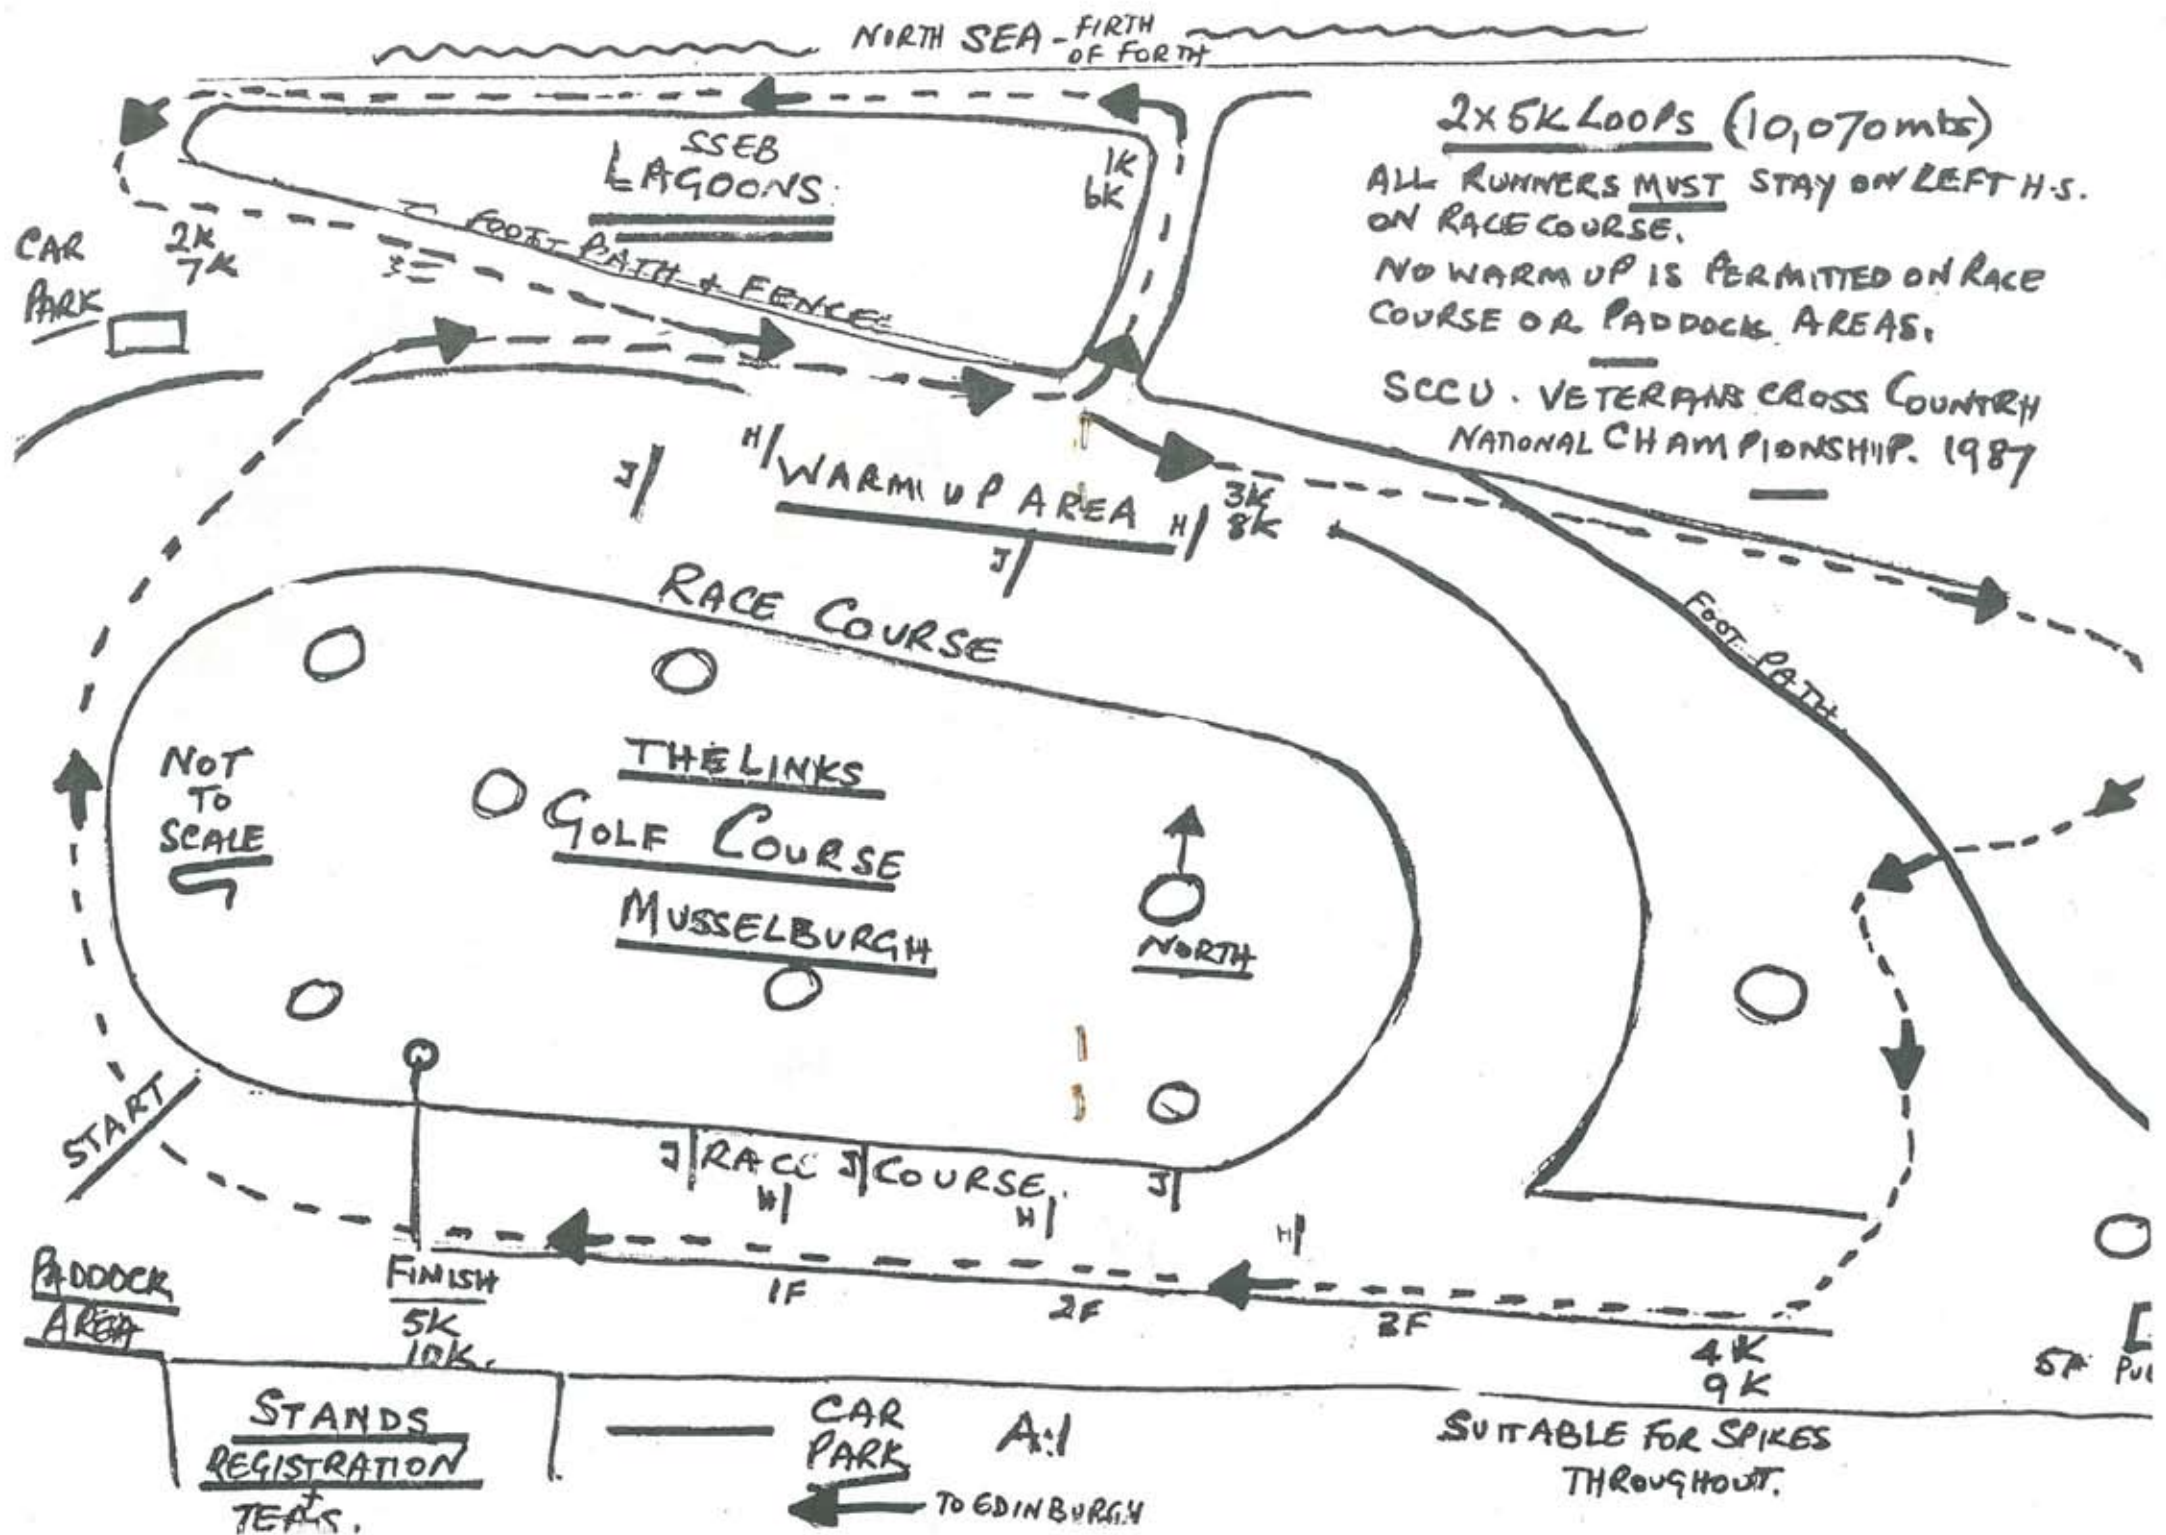 NORTH SEA - FIRTH
OF FORTH
2 X 5K LOOPS (10,070 mts)
ALL RUNNERS MUST STAY ON LEFT H.S.
ON RACE COURSE.
NO WARM UP IS PERMITTED ON RACE
COURSE OR PADDOCK AREAS.
SCCU. VETERANS CROSS COUNTRY
NATIONAL CHAMPIONSHIP. 1987
SSEB
LAGOONS
1K
6K
FOOT PATH + FENCE
2K
7K
CAR
PARK
J
H
WARM UP AREA
H
3K
8K
J
RACE COURSE
FOOT PATH
NOT
TO
SCALE
THE LINKS
GOLF COURSE
MUSSELBURGH
NORTH
START
J RACE J COURSE J
H
H
H
PADDOCK
AREA
FINISH
5K
10K.
1F
2F
3F
4K
9K
5F
STANDS
REGISTRATION
+
TEAS.
CAR
PARK
A.1
TO EDINBURGH
SUITABLE FOR SPIKES
THROUGHOUT.